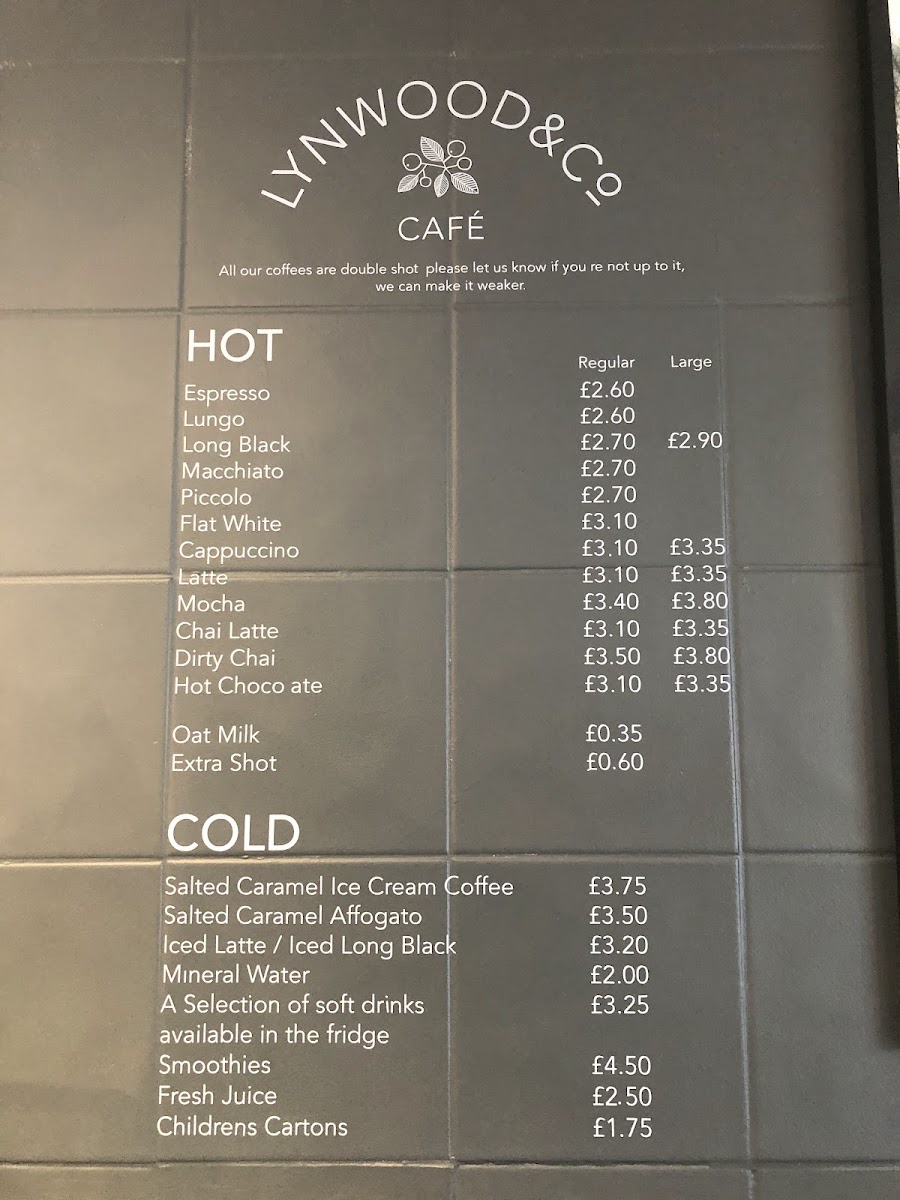 LYNWOOD & Co
CAFÉ
All our coffees are double shot please let us know if you re not up to it,
we can make it weaker.
HOT
Regular Large
Espresso £2.60
Lungo £2.60
Long Black £2.70 £2.90
Macchiato £2.70
Piccolo £2.70
Flat White £3.10
Cappuccino £3.10 £3.35
Latte £3.10 £3.35
Mocha £3.40 £3.80
Chai Latte £3.10 £3.35
Dirty Chai £3.50 £3.80
Hot Choco ate £3.10 £3.35
Oat Milk £0.35
Extra Shot £0.60
COLD
Salted Caramel Ice Cream Coffee £3.75
Salted Caramel Affogato £3.50
Iced Latte / Iced Long Black £3.20
Mineral Water £2.00
A Selection of soft drinks £3.25
available in the fridge
Smoothies £4.50
Fresh Juice £2.50
Childrens Cartons £1.75